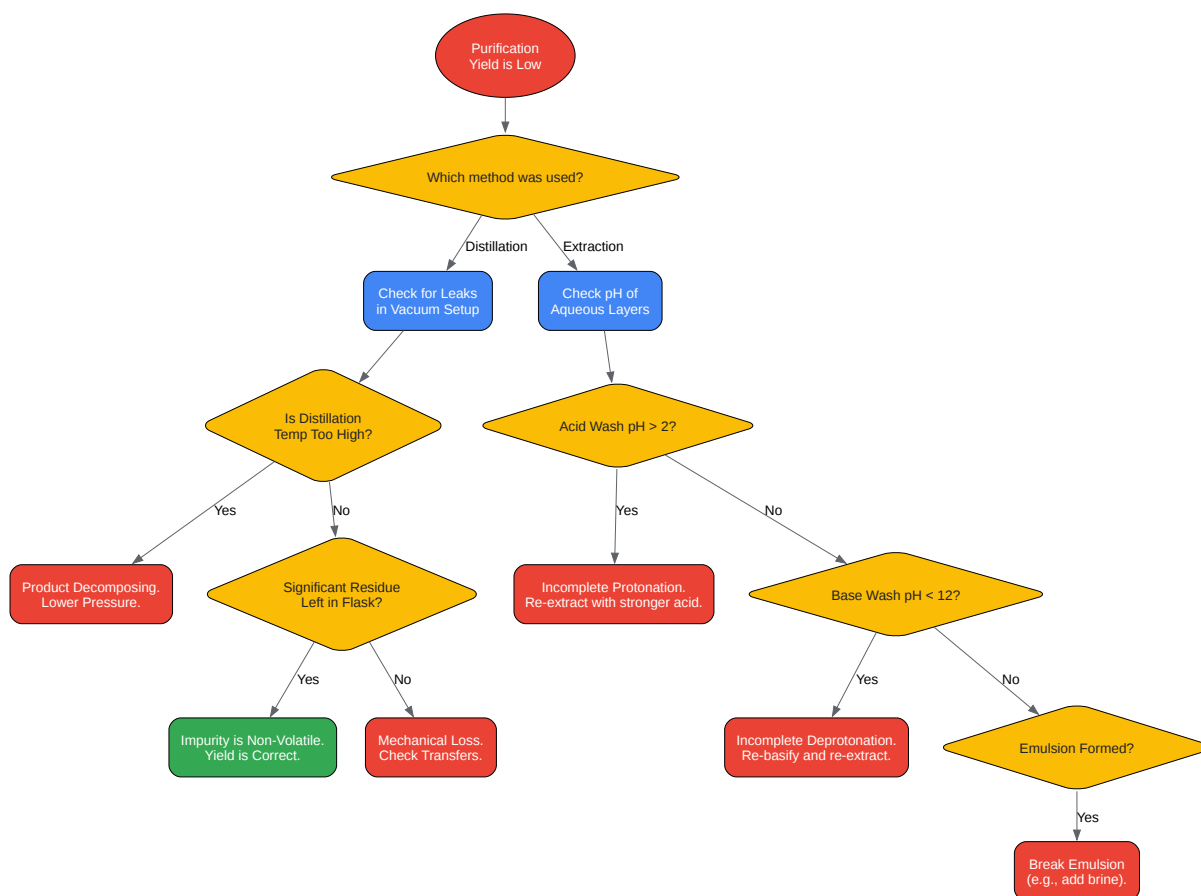 Purification
Yield is Low
Which method was used?
Distillation
Extraction
Check for Leaks
in Vacuum Setup
Check pH of
Aqueous Layers
Is Distillation
Temp Too High?
Acid Wash pH > 2?
Yes
No
Yes
No
Product Decomposing.
Lower Pressure.
Significant Residue
Left in Flask?
Incomplete Protonation.
Re-extract with stronger acid.
Base Wash pH < 12?
Yes
No
Yes
No
Impurity is Non-Volatile.
Yield is Correct.
Mechanical Loss.
Check Transfers.
Incomplete Deprotonation.
Re-basify and re-extract.
Emulsion Formed?
Yes
Break Emulsion
(e.g., add brine).